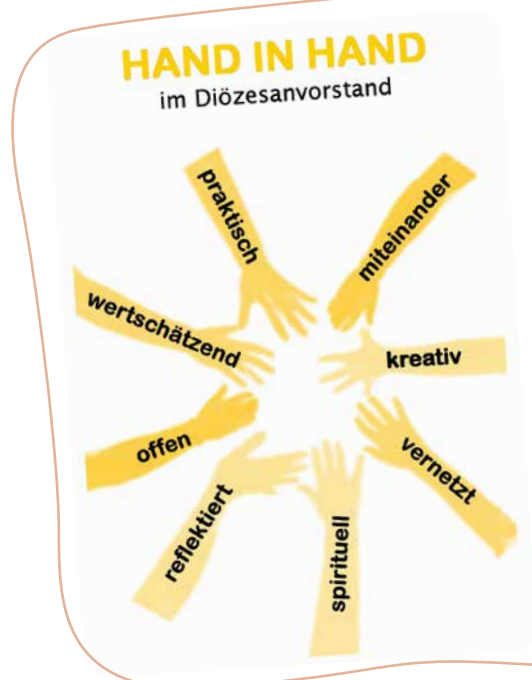 HAND IN HAND
im Diözesanvorstand
praktisch
miteinander
wertschätzend
kreativ
offen
vernetzt
reflektiert
spirituell